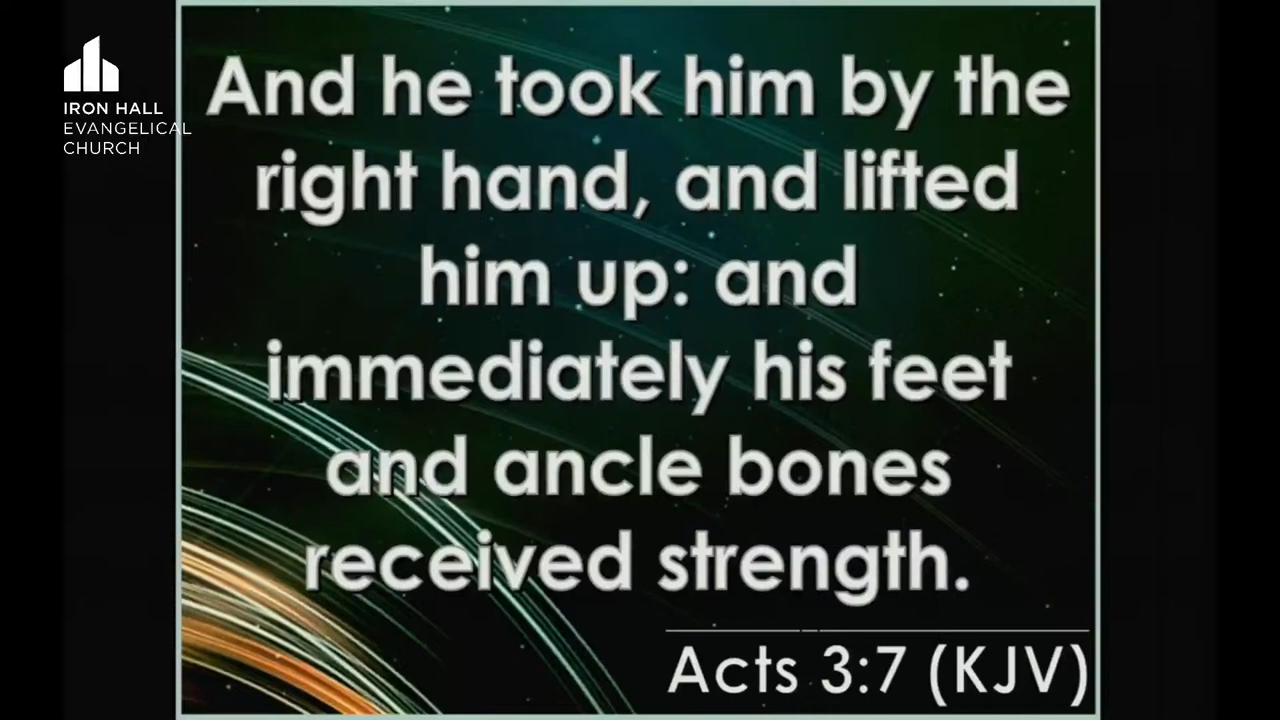 IRON HALL
EVANGELICAL
CHURCH
And he took him by the
right hand, and lifted
him up: and
immediately his feet
and ancle bones
received strength.
Acts 3:7 (KJV)